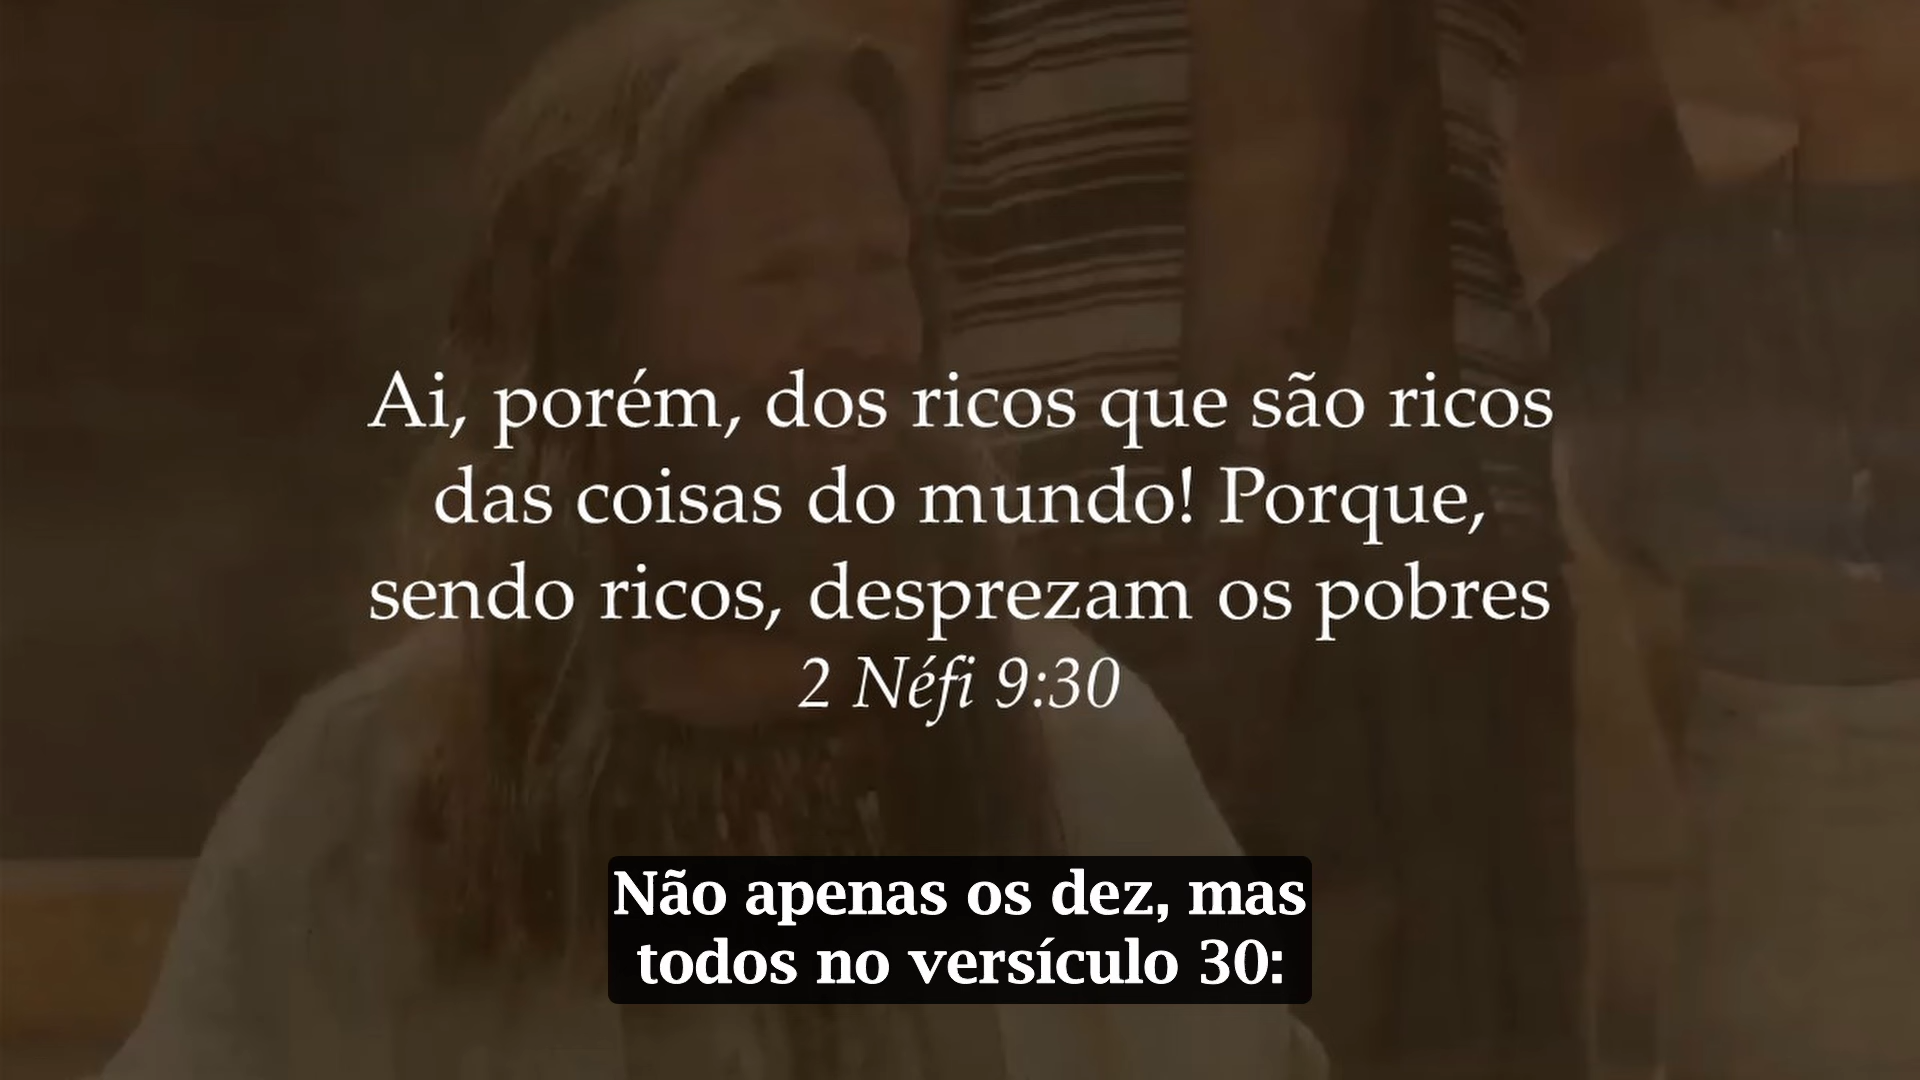 Ai, porém, dos ricos que são ricos
das coisas do mundo! Porque,
sendo ricos, desprezam os pobres
2 Néfi 9:30
Não apenas os dez, mas
todos no versículo 30: